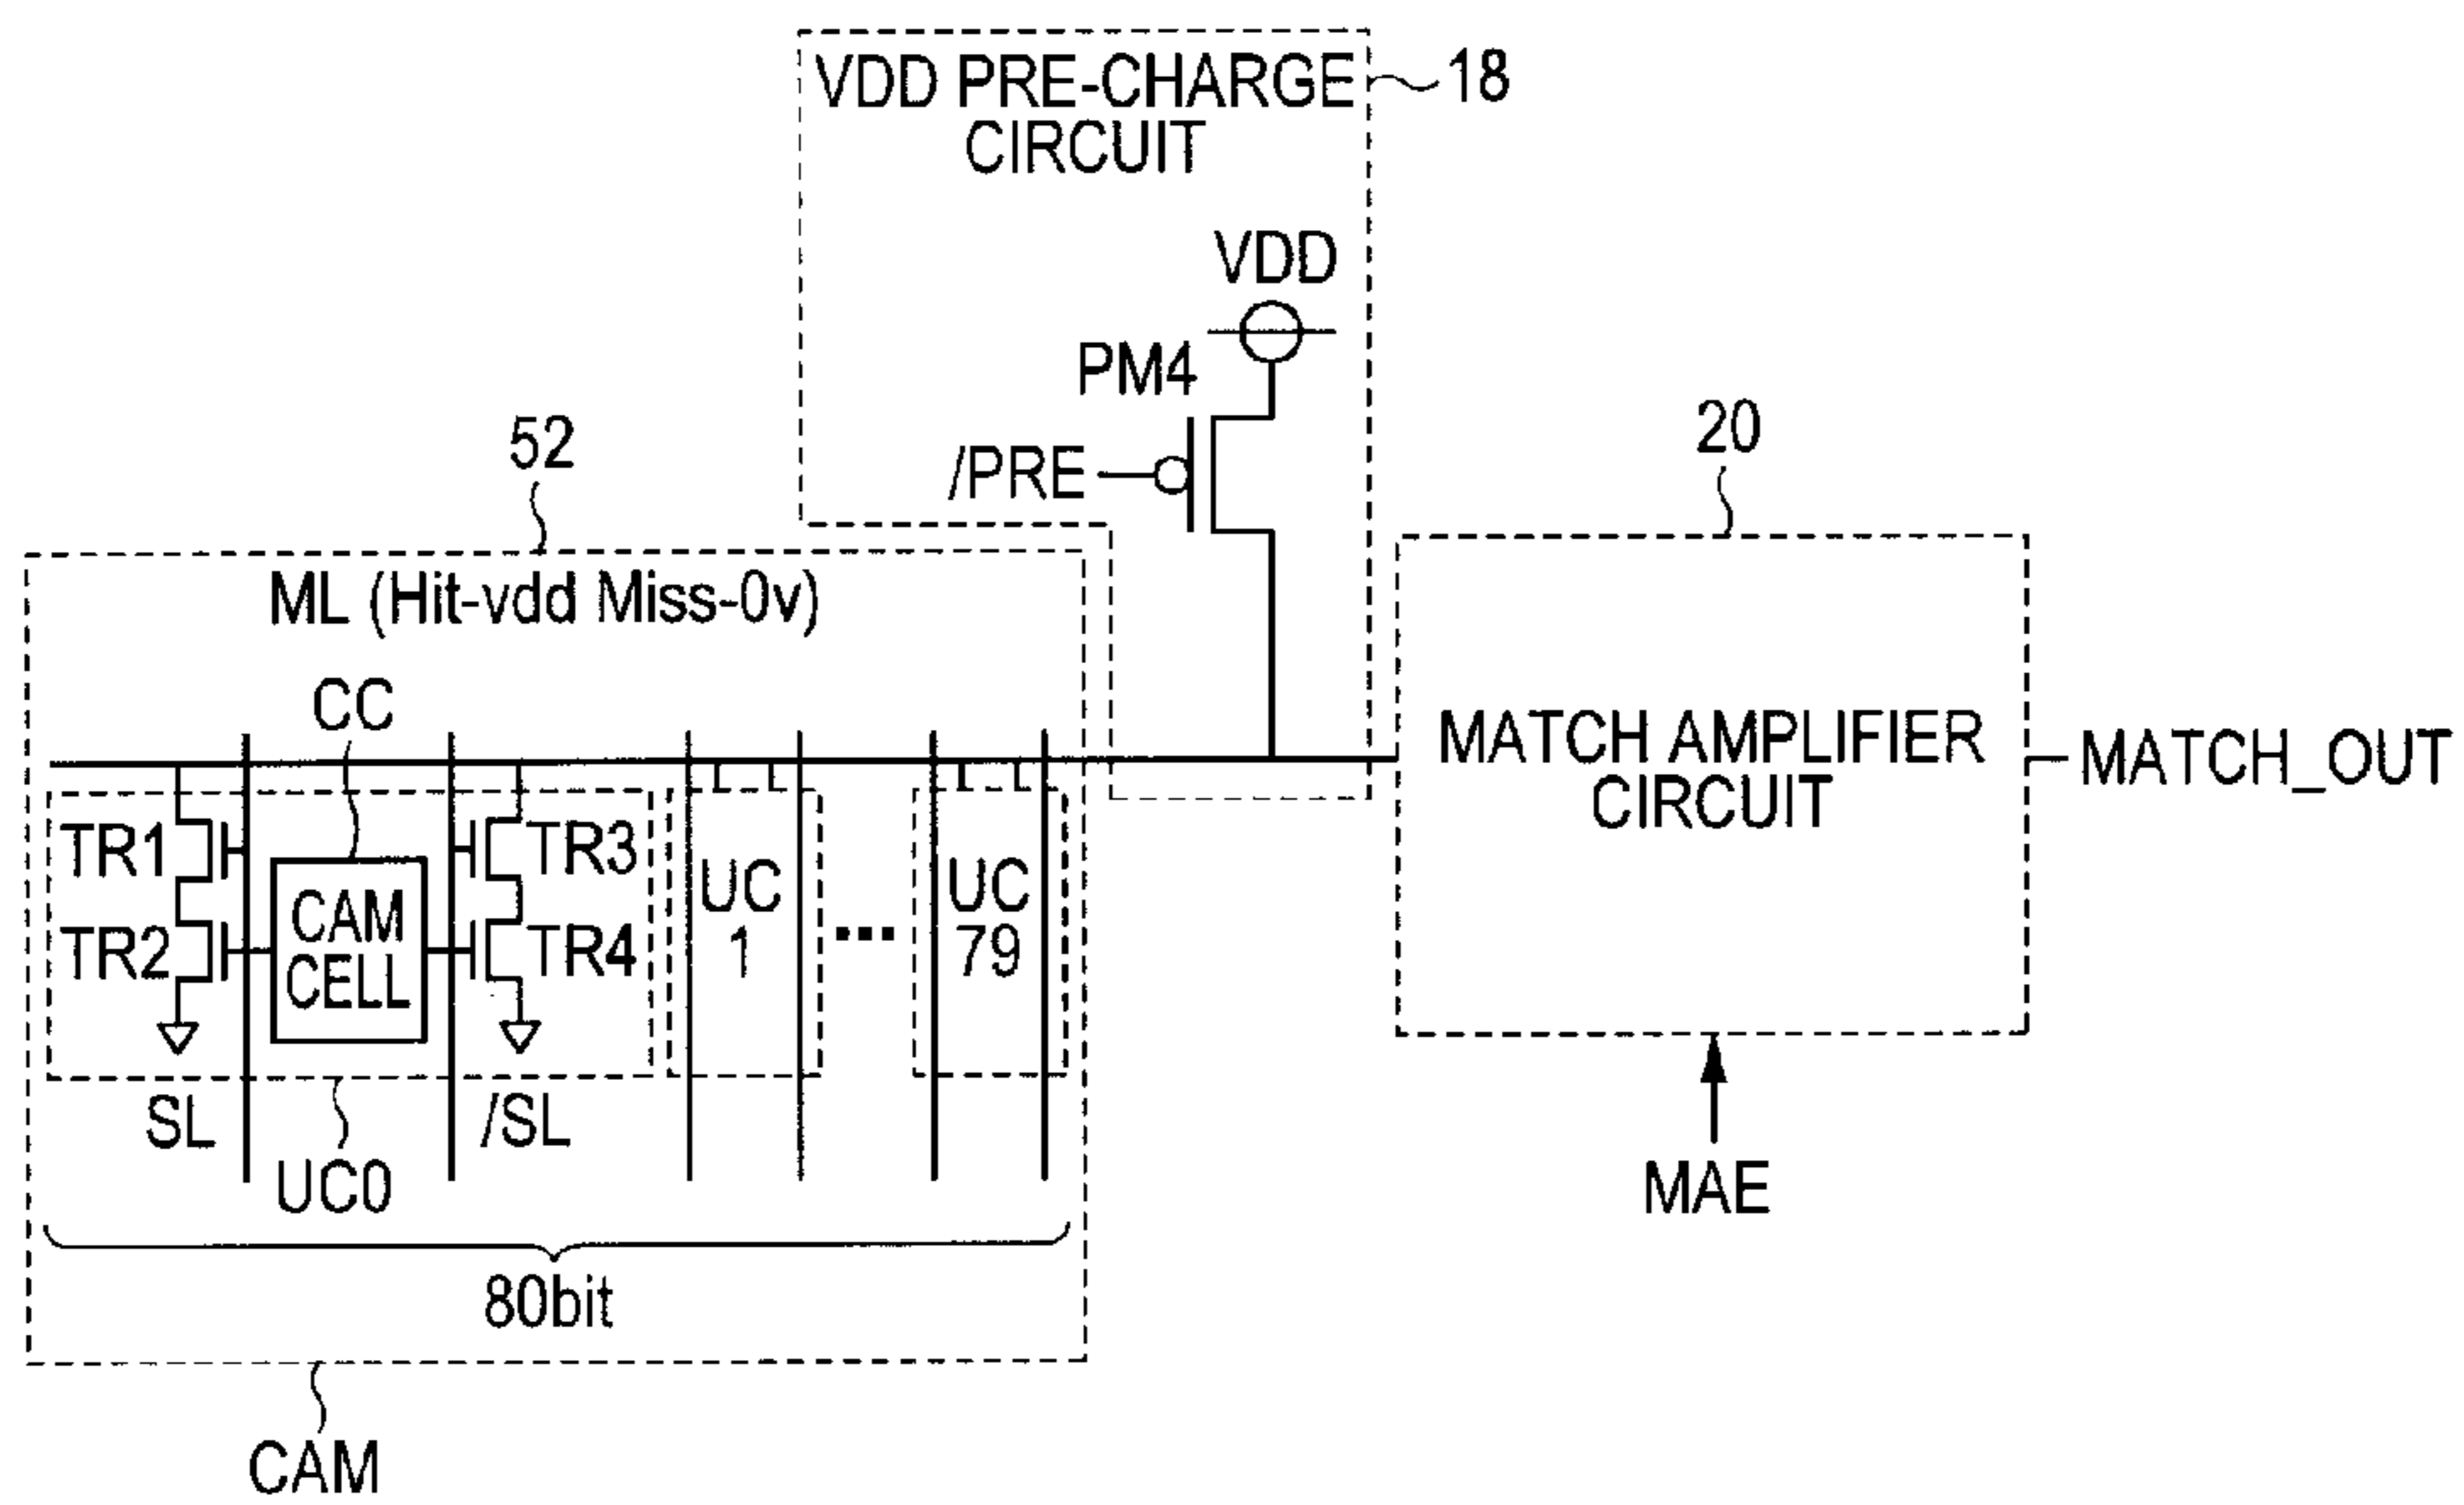 VDD PRE-CHARGE
CIRCUIT
18
VDD
PM4
/PRE
52
20
ML (Hit-vdd Miss-0v)
CC
MATCH AMPLIFIER
CIRCUIT
MATCH_OUT
TR1
TR3
CAM
CELL
UC
1
UC
79
TR2
TR4
SL
/SL
UC0
MAE
80bit
CAM